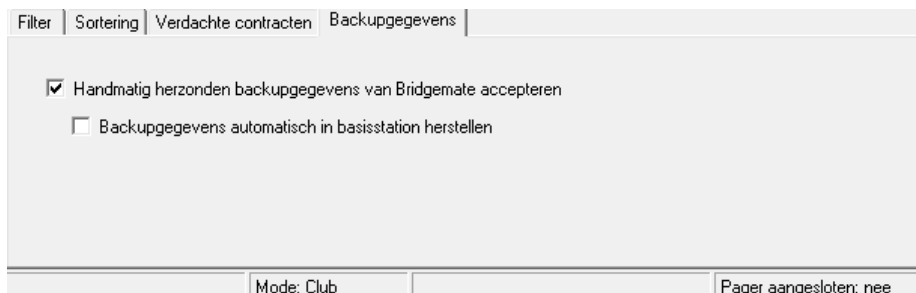 Filter Sortering Verdachte contracten Backupgegevens
Handmatig herzonden backupgegevens van Bridgemate accepteren
Backupgegevens automatisch in basisstation herstellen
Mode: Club Pager aangesloten: nee